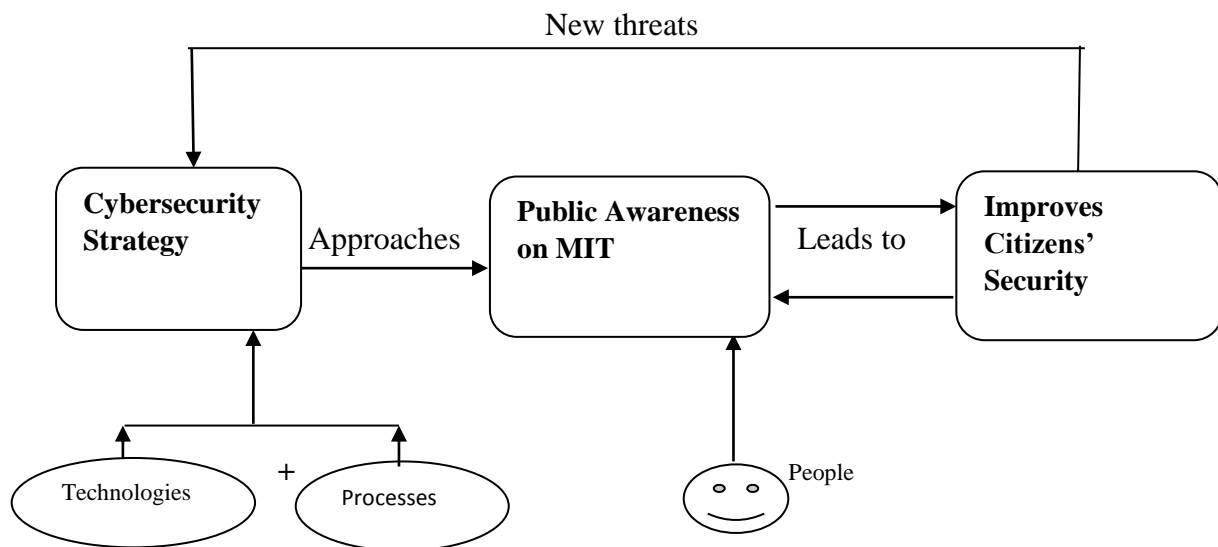 New threats
Cybersecurity
Strategy
Approaches
Public Awareness
on MIT
Leads to
Improves
Citizens’
Security
Technologies
+
Processes
People